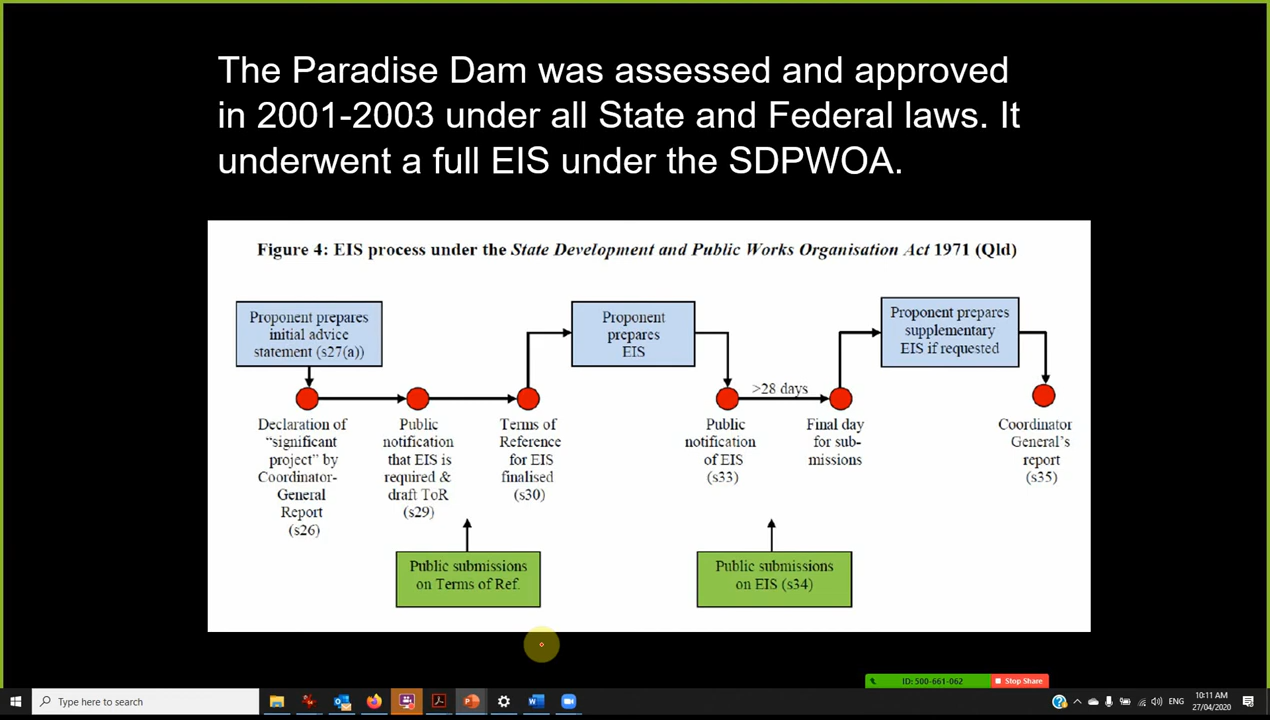 The Paradise Dam was assessed and approved
in 2001-2003 under all State and Federal laws. It
underwent a full EIS under the SDPWOA.
Figure 4: EIS process under the State Development and Public Works Organisation Act 1971 (Qld)
Proponent prepares
initial advice
statement (s27(a))
Proponent
prepares
EIS
Proponent prepares
supplementary
EIS if requested
>28 days
Declaration of
“significant
project” by
Coordinator-
General
Report
(s26)
Public
notification
that EIS is
required &
draft ToR
(s29)
Terms of
Reference
for EIS
finalised
(s30)
Public
notification
of EIS
(s33)
Final day
for sub-
missions
Coordinator
General’s
report
(s35)
Public submissions
on Terms of Ref.
Public submissions
on EIS (s34)
ID: 500-661-062
Stop Share
Type here to search
ENG
10:11 AM
27/04/2020